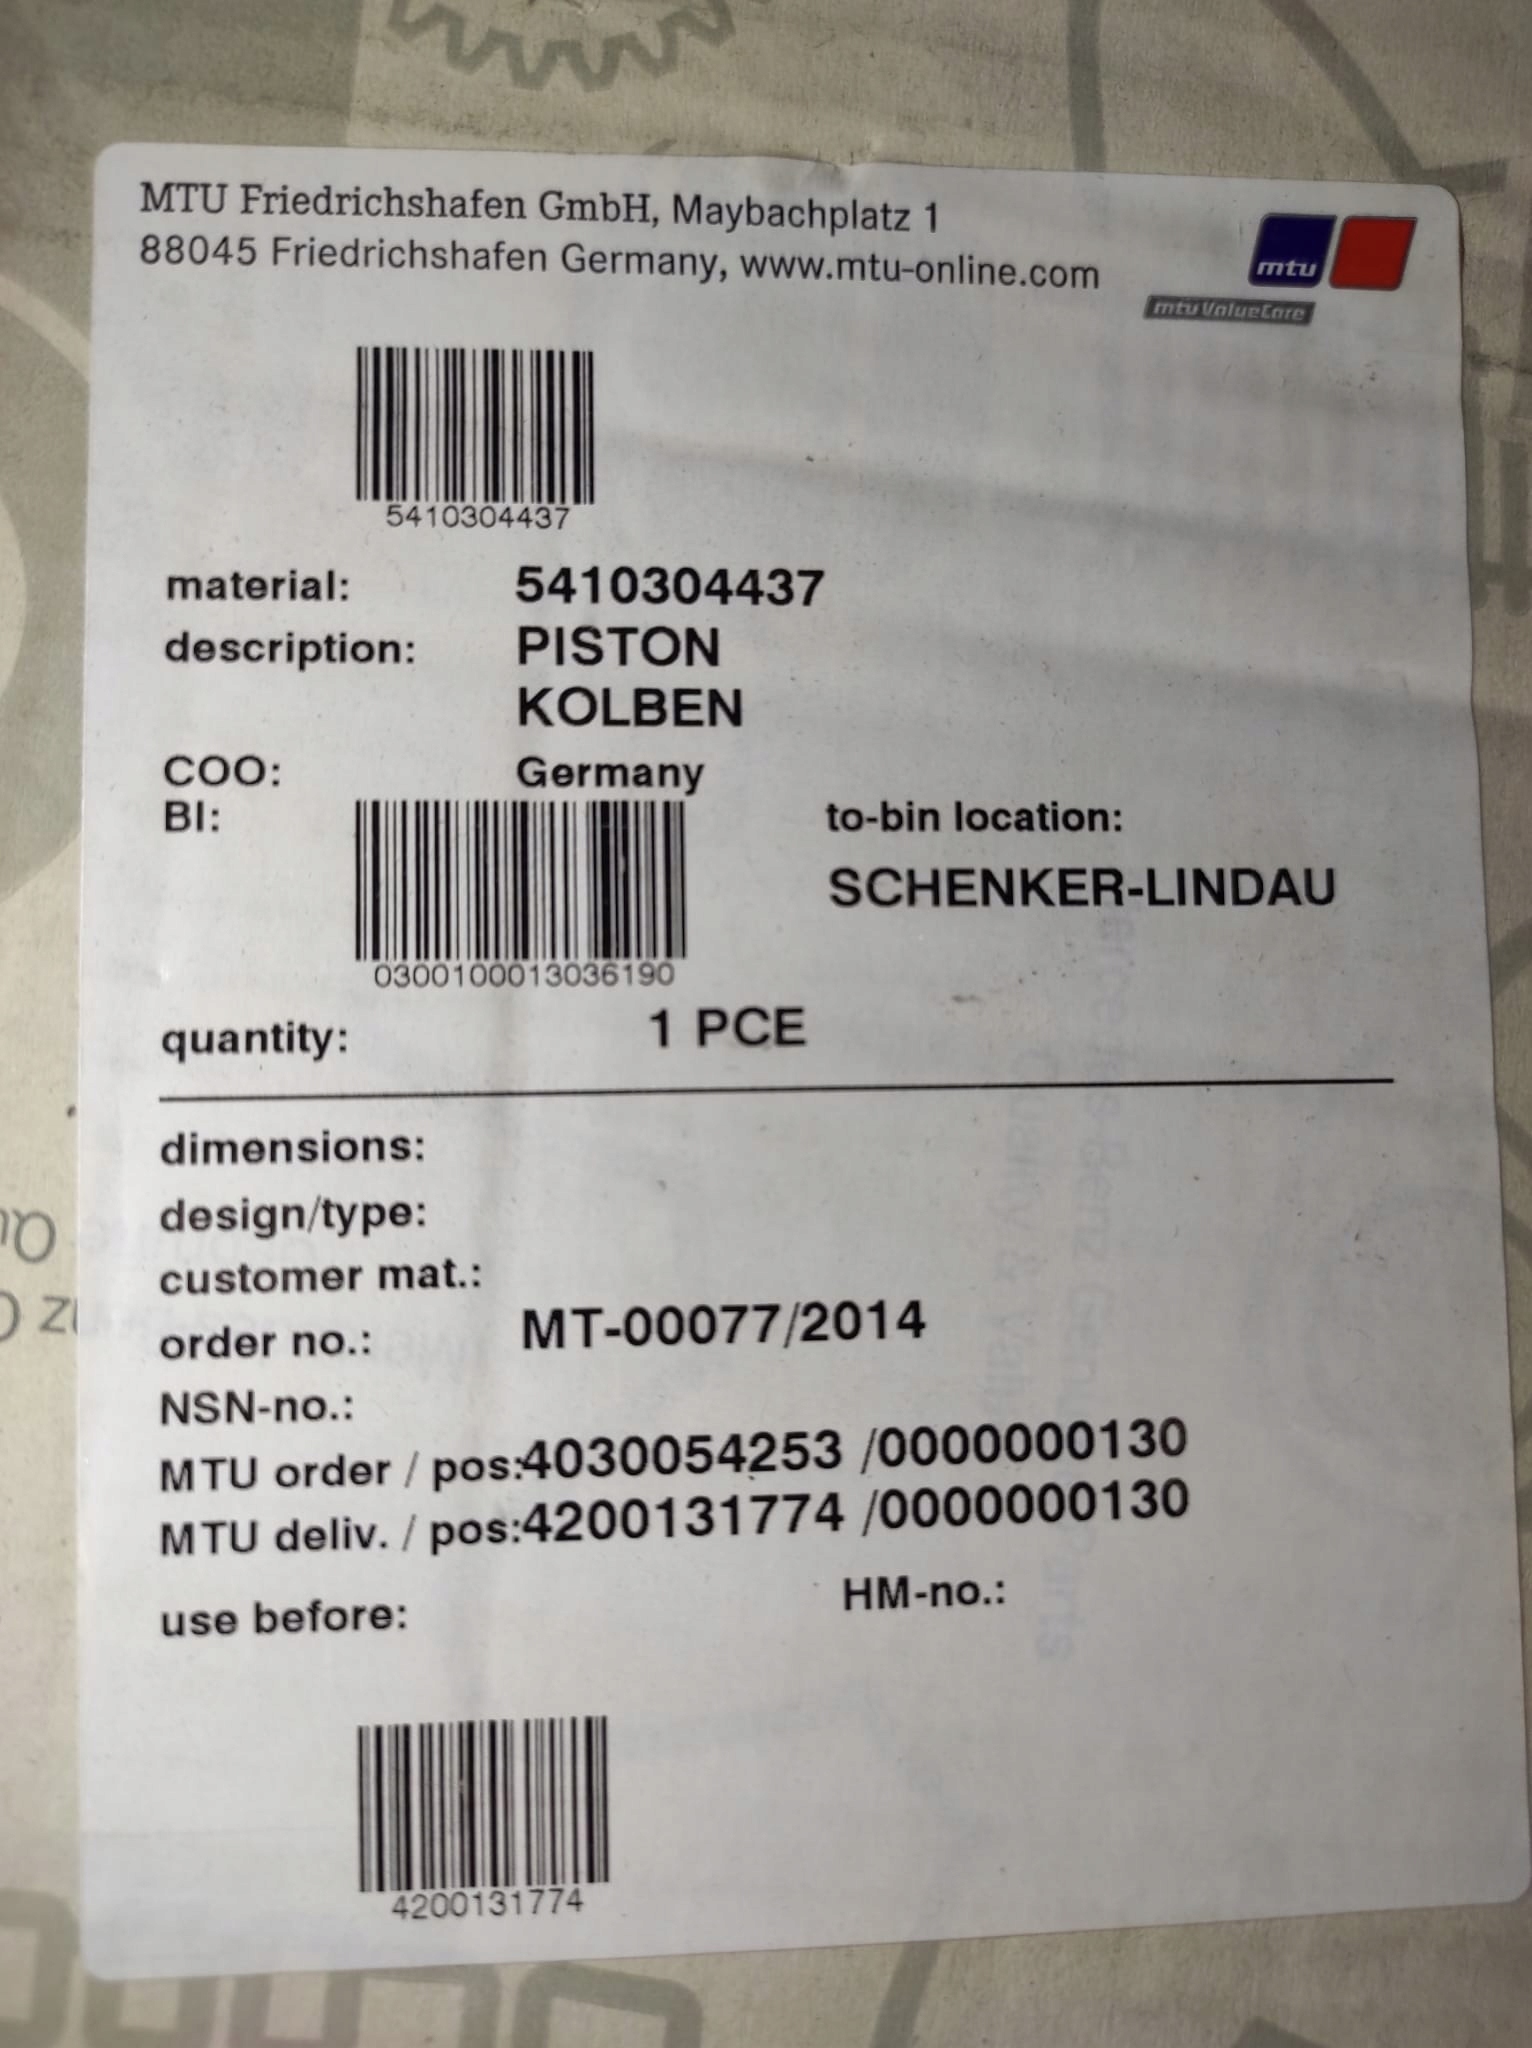 MTU Friedrichshafen GmbH, Maybachplatz 1
88045 Friedrichshafen Germany, www.mtu-online.com
mtu
mtu ValueCare
5410304437
material: 5410304437
description: PISTON
KOLBEN
COO: Germany
BI: to-bin location:
SCHENKER-LINDAU
0300100013036190
quantity: 1 PCE
dimensions:
design/type:
customer mat.:
order no.: MT-00077/2014
NSN-no.:
MTU order / pos:4030054253 /0000000130
MTU deliv. / pos:4200131774 /0000000130
HM-no.:
use before:
4200131774